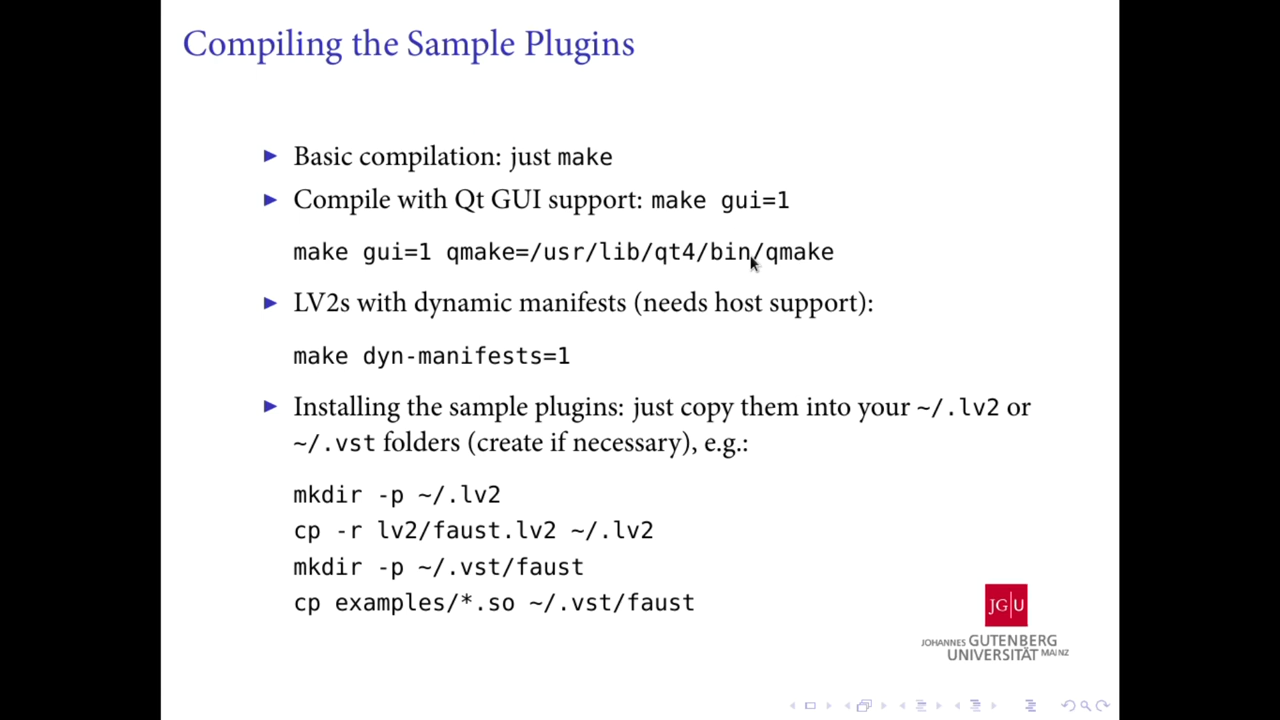 Compiling the Sample Plugins
Basic compilation: just make
Compile with Qt GUI support: make gui=1
make gui=1 qmake=/usr/lib/qt4/bin/qmake
LV2s with dynamic manifests (needs host support):
make dyn-manifests=1
Installing the sample plugins: just copy them into your ~/.lv2 or
~/.vst folders (create if necessary), e.g.:
mkdir -p ~/.lv2
cp -r lv2/faust.lv2 ~/.lv2
mkdir -p ~/.vst/faust
cp examples/*.so ~/.vst/faust
JG|U
JOHANNES GUTENBERG
UNIVERSITÄT MAINZ